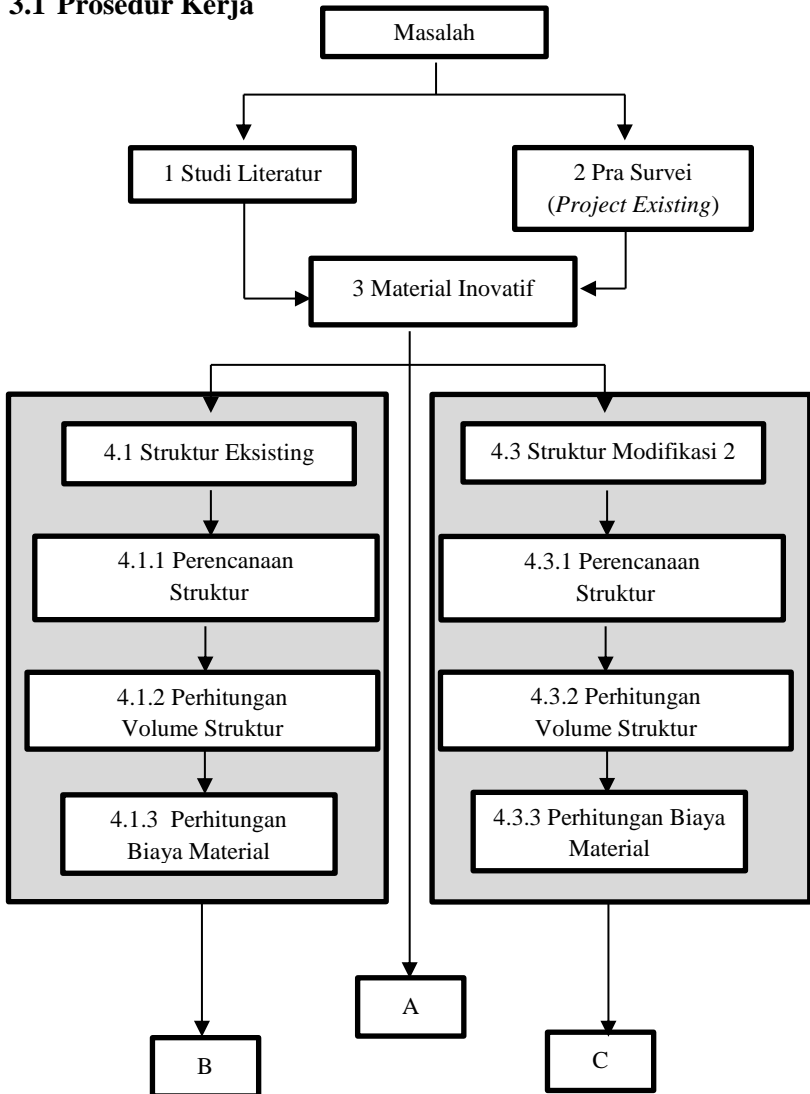 3.1 Prosedur Kerja
Masalah
1 Studi Literatur
2 Pra Survei
(Project Existing)
3 Material Inovatif
4.1 Struktur Eksisting
4.1.1 Perencanaan
Struktur
4.1.2 Perhitungan
Volume Struktur
4.1.3 Perhitungan
Biaya Material
4.3 Struktur Modifikasi 2
4.3.1 Perencanaan
Struktur
4.3.2 Perhitungan
Volume Struktur
4.3.3 Perhitungan Biaya
Material
A
B
C